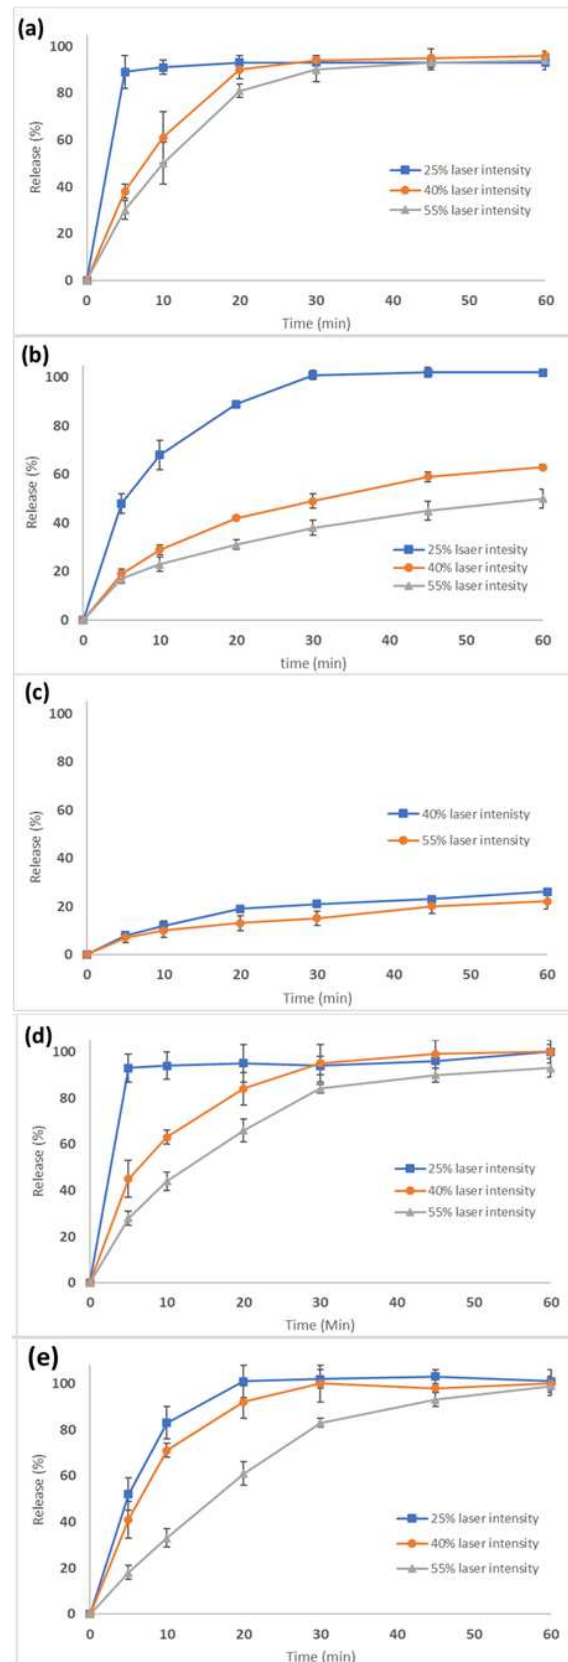 (a)
100
80
60
40
20
0
Release (%)
25% laser intensity
40% laser intensity
55% laser intensity
0 10 20 30 40 50 60
Time (min)
(b)
100
80
60
40
20
0
Release (%)
25% lsaer intesity
40% laser intesity
55% laser intesity
0 10 20 30 40 50 60
time (min)
(c)
100
80
60
40
20
0
Release (%)
40% laser intenisty
55% laser intensity
0 10 20 30 40 50 60
Time (min)
(d)
100
80
60
40
20
0
Release (%)
25% laser intensity
40% laser intensity
55% laser intensity
0 10 20 30 40 50 60
Time (Min)
(e)
100
80
60
40
20
0
Release (%)
25% laser intensity
40% laser intensity
55% laser intensity
0 10 20 30 40 50 60
Time (min)